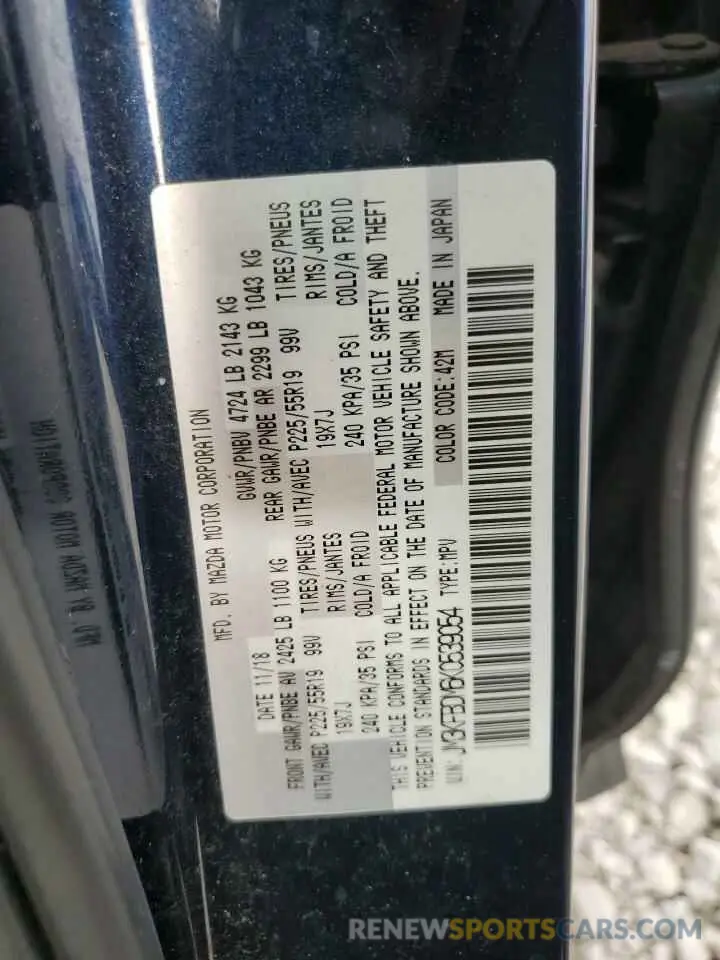 MFD. BY MAZDA MOTOR CORPORATION
DATE 11/18 GVWR/PNBV 4724 LB 2143 KG
FRONT GAWR/PNBE AV 2425 LB 1100 KG REAR GAWR/PNBE AR 2299 LB 1043 KG
WITH/AVEC P225/55R19 99V TIRES/PNEUS WITH/AVEC P225/55R19 99V TIRES/PNEUS
19X7J RIMS/JANTES 19X7J RIMS/JANTES
240 KPA/35 PSI COLD/A FROID 240 KPA/35 PSI COLD/A FROID
THIS VEHICLE CONFORMS TO ALL APPLICABLE FEDERAL MOTOR VEHICLE SAFETY AND THEFT
PREVENTION STANDARDS IN EFFECT ON THE DATE OF MANUFACTURE SHOWN ABOVE.
VIN: JM3KFBDM6K0539054 TYPE:MPV COLOR CODE:42M MADE IN JAPAN
MFD. BY MAZDA MOTOR CORPORATION
RENEWSPORTSCARS.COM